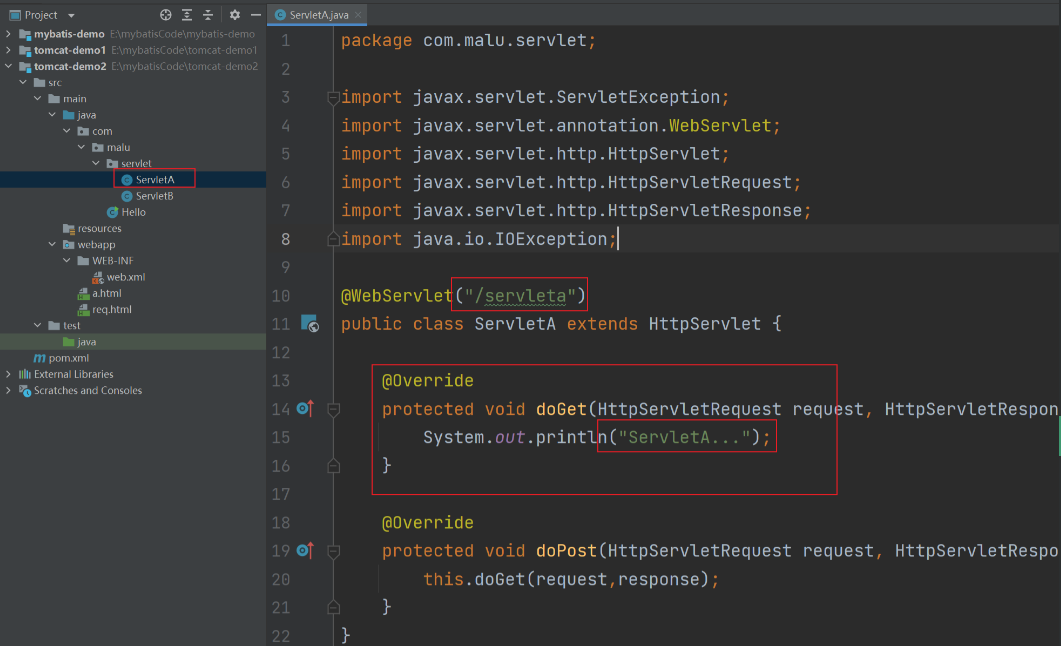 Project
mybatis-demo E:\mybatisCode\mybatis-demo
tomcat-demo1 E:\mybatisCode\tomcat-demo1
tomcat-demo2 E:\mybatisCode\tomcat-demo2
src
main
java
com
malu
servlet
ServletA
ServletB
Hello
resources
webapp
WEB-INF
web.xml
a.html
req.html
test
java
pom.xml
External Libraries
Scratches and Consoles
ServletA.java
1 package com.malu.servlet;
2
3 import javax.servlet.ServletException;
4 import javax.servlet.annotation.WebServlet;
5 import javax.servlet.http.HttpServlet;
6 import javax.servlet.http.HttpServletRequest;
7 import javax.servlet.http.HttpServletResponse;
8 import java.io.IOException;
9
10 @WebServlet("/servleta")
11 public class ServletA extends HttpServlet {
12
13 @Override
14 protected void doGet(HttpServletRequest request, HttpServletRespon
15 System.out.println("ServletA...");
16 }
17
18 @Override
19 protected void doPost(HttpServletRequest request, HttpServletRespo
20 this.doGet(request,response);
21 }
22 }